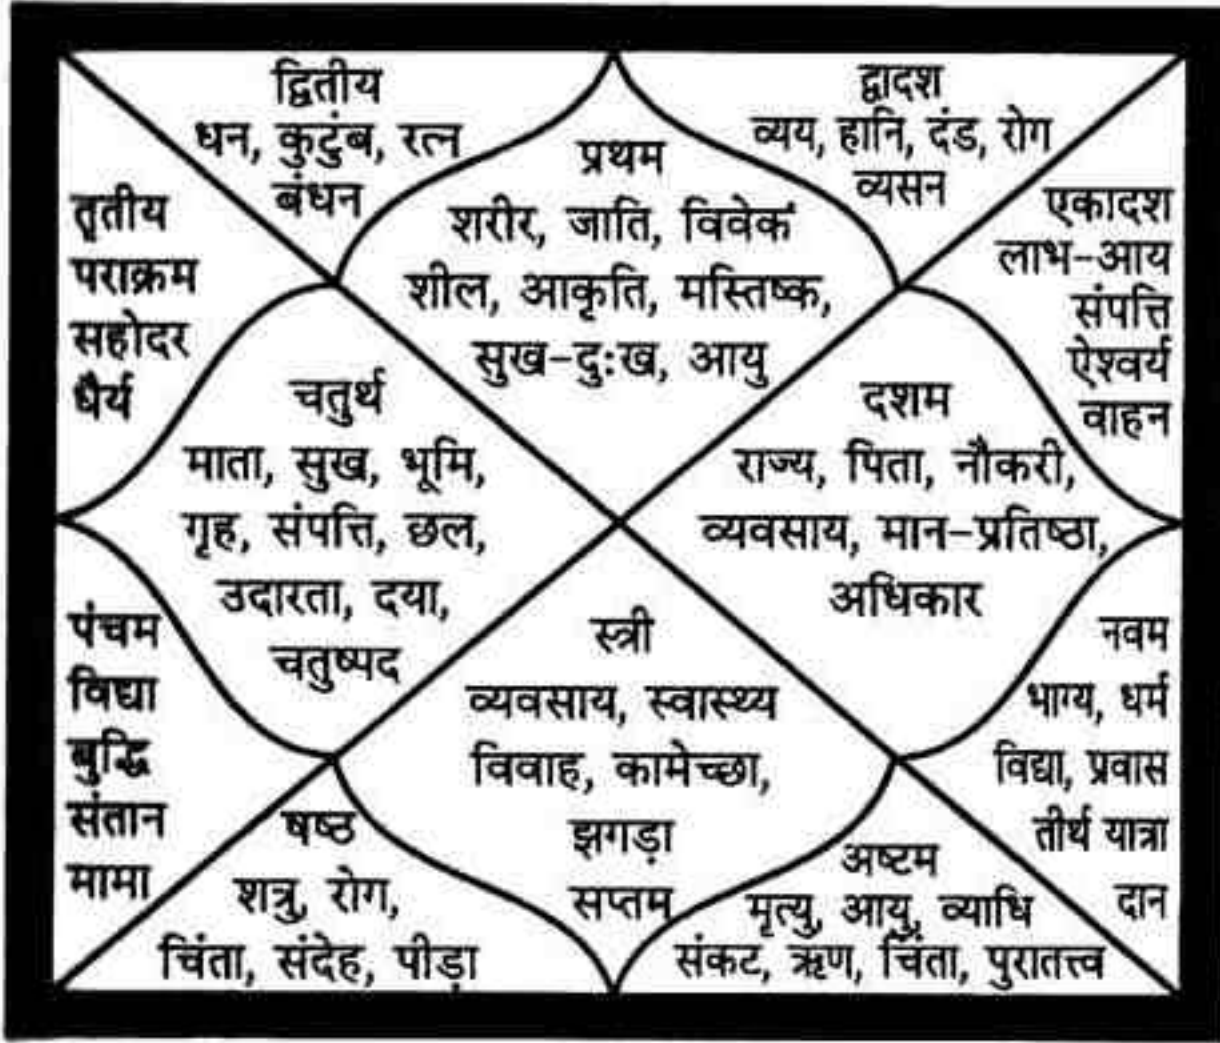 द्वितीय
धन, कुटुंब, रत्न
बंधन
प्रथम
शरीर, जाति, विवेक
शील, आकृति, मस्तिष्क,
सुख-दुःख, आयु
द्वादश
व्यय, हानि, दंड, रोग
व्यसन
तृतीय
पराक्रम
सहोदर
धैर्य
एकादश
लाभ-आय
संपत्ति
ऐश्वर्य
वाहन
चतुर्थ
माता, सुख, भूमि,
गृह, संपत्ति, छल,
उदारता, दया,
चतुष्पद
दशम
राज्य, पिता, नौकरी,
व्यवसाय, मान-प्रतिष्ठा,
अधिकार
पंचम
विद्या
बुद्धि
संतान
मामा
स्त्री
व्यवसाय, स्वास्थ्य
विवाह, कामेच्छा,
झगड़ा
सप्तम
नवम
भाग्य, धर्म
विद्या, प्रवास
तीर्थ यात्रा
दान
षष्ठ
शत्रु, रोग,
चिंता, संदेह, पीड़ा
अष्टम
मृत्यु, आयु, व्याधि
संकट, ऋण, चिंता, पुरातत्त्व